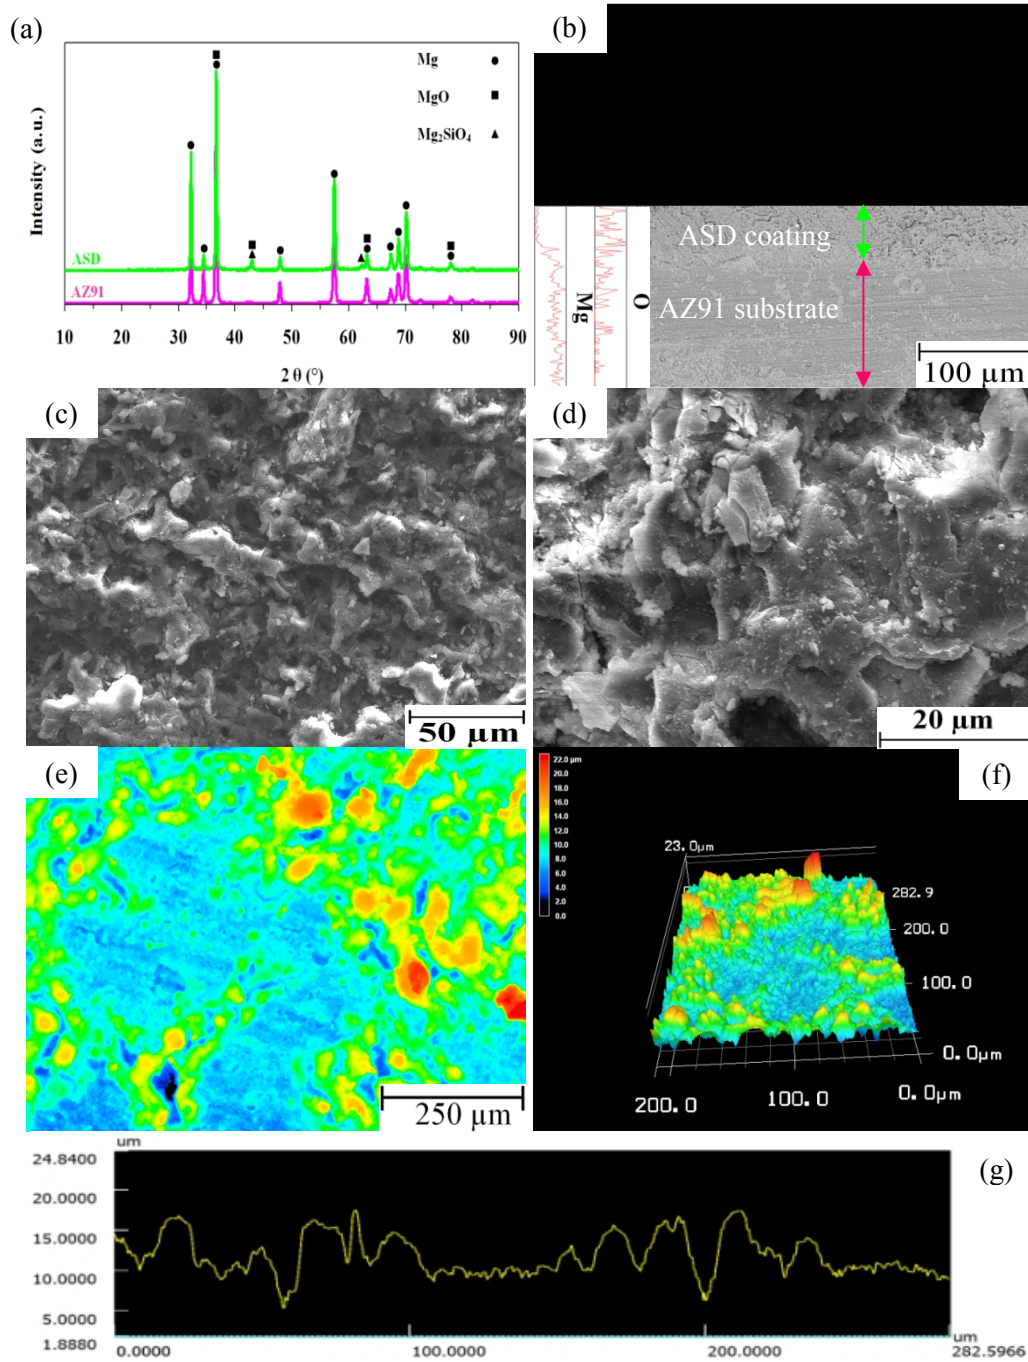 (a)
Intensity (a.u.)
Mg
MgO
Mg₂SiO₄
ASD
AZ91
10 20 30 40 50 60 70 80 90
2 θ (°)
(b)
Mg
O
ASD coating
AZ91 substrate
100 µm
(c)
50 µm
(d)
20 µm
(e)
250 µm
22.0 µm
20.0
18.0
16.0
14.0
12.0
10.0
8.0
6.0
4.0
2.0
0.0
(f)
23.0µm
282.9
200.0
100.0
0.0µm
200.0 100.0 0.0µm
um
(g)
24.8400
20.0000
15.0000
10.0000
5.0000
1.8880
um
0.0000 100.0000 200.0000 282.5966